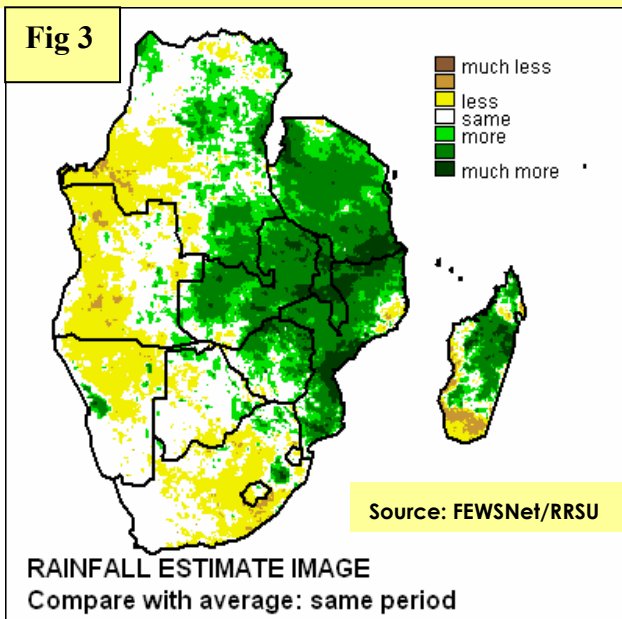 Fig 3
much less
less
same
more
much more
Source: FEWSNet/RRSU
RAINFALL ESTIMATE IMAGE
Compare with average: same period